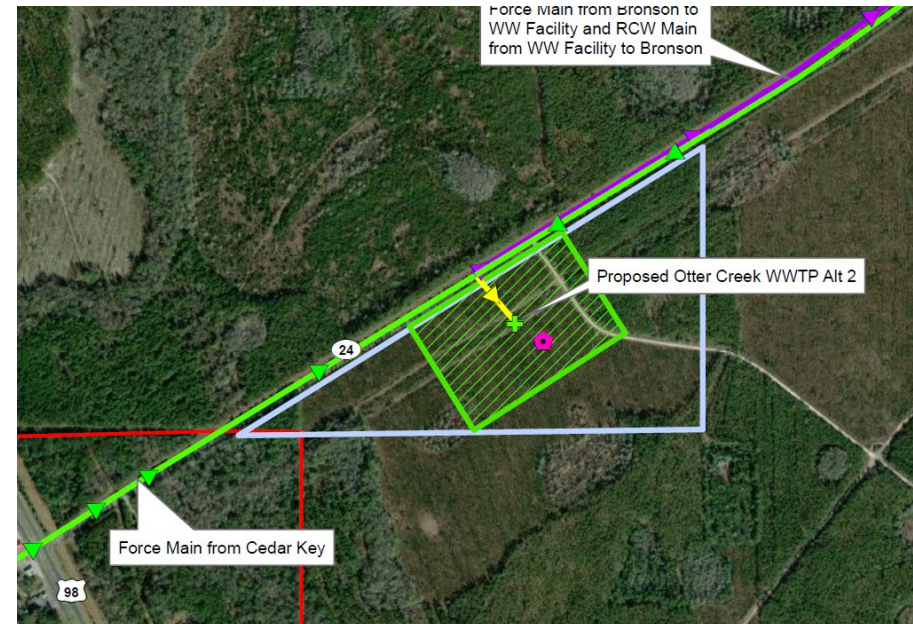 Force Main from Bronson to
WW Facility and RCW Main
from WW Facility to Bronson
Proposed Otter Creek WWTP Alt 2
24
Force Main from Cedar Key
98